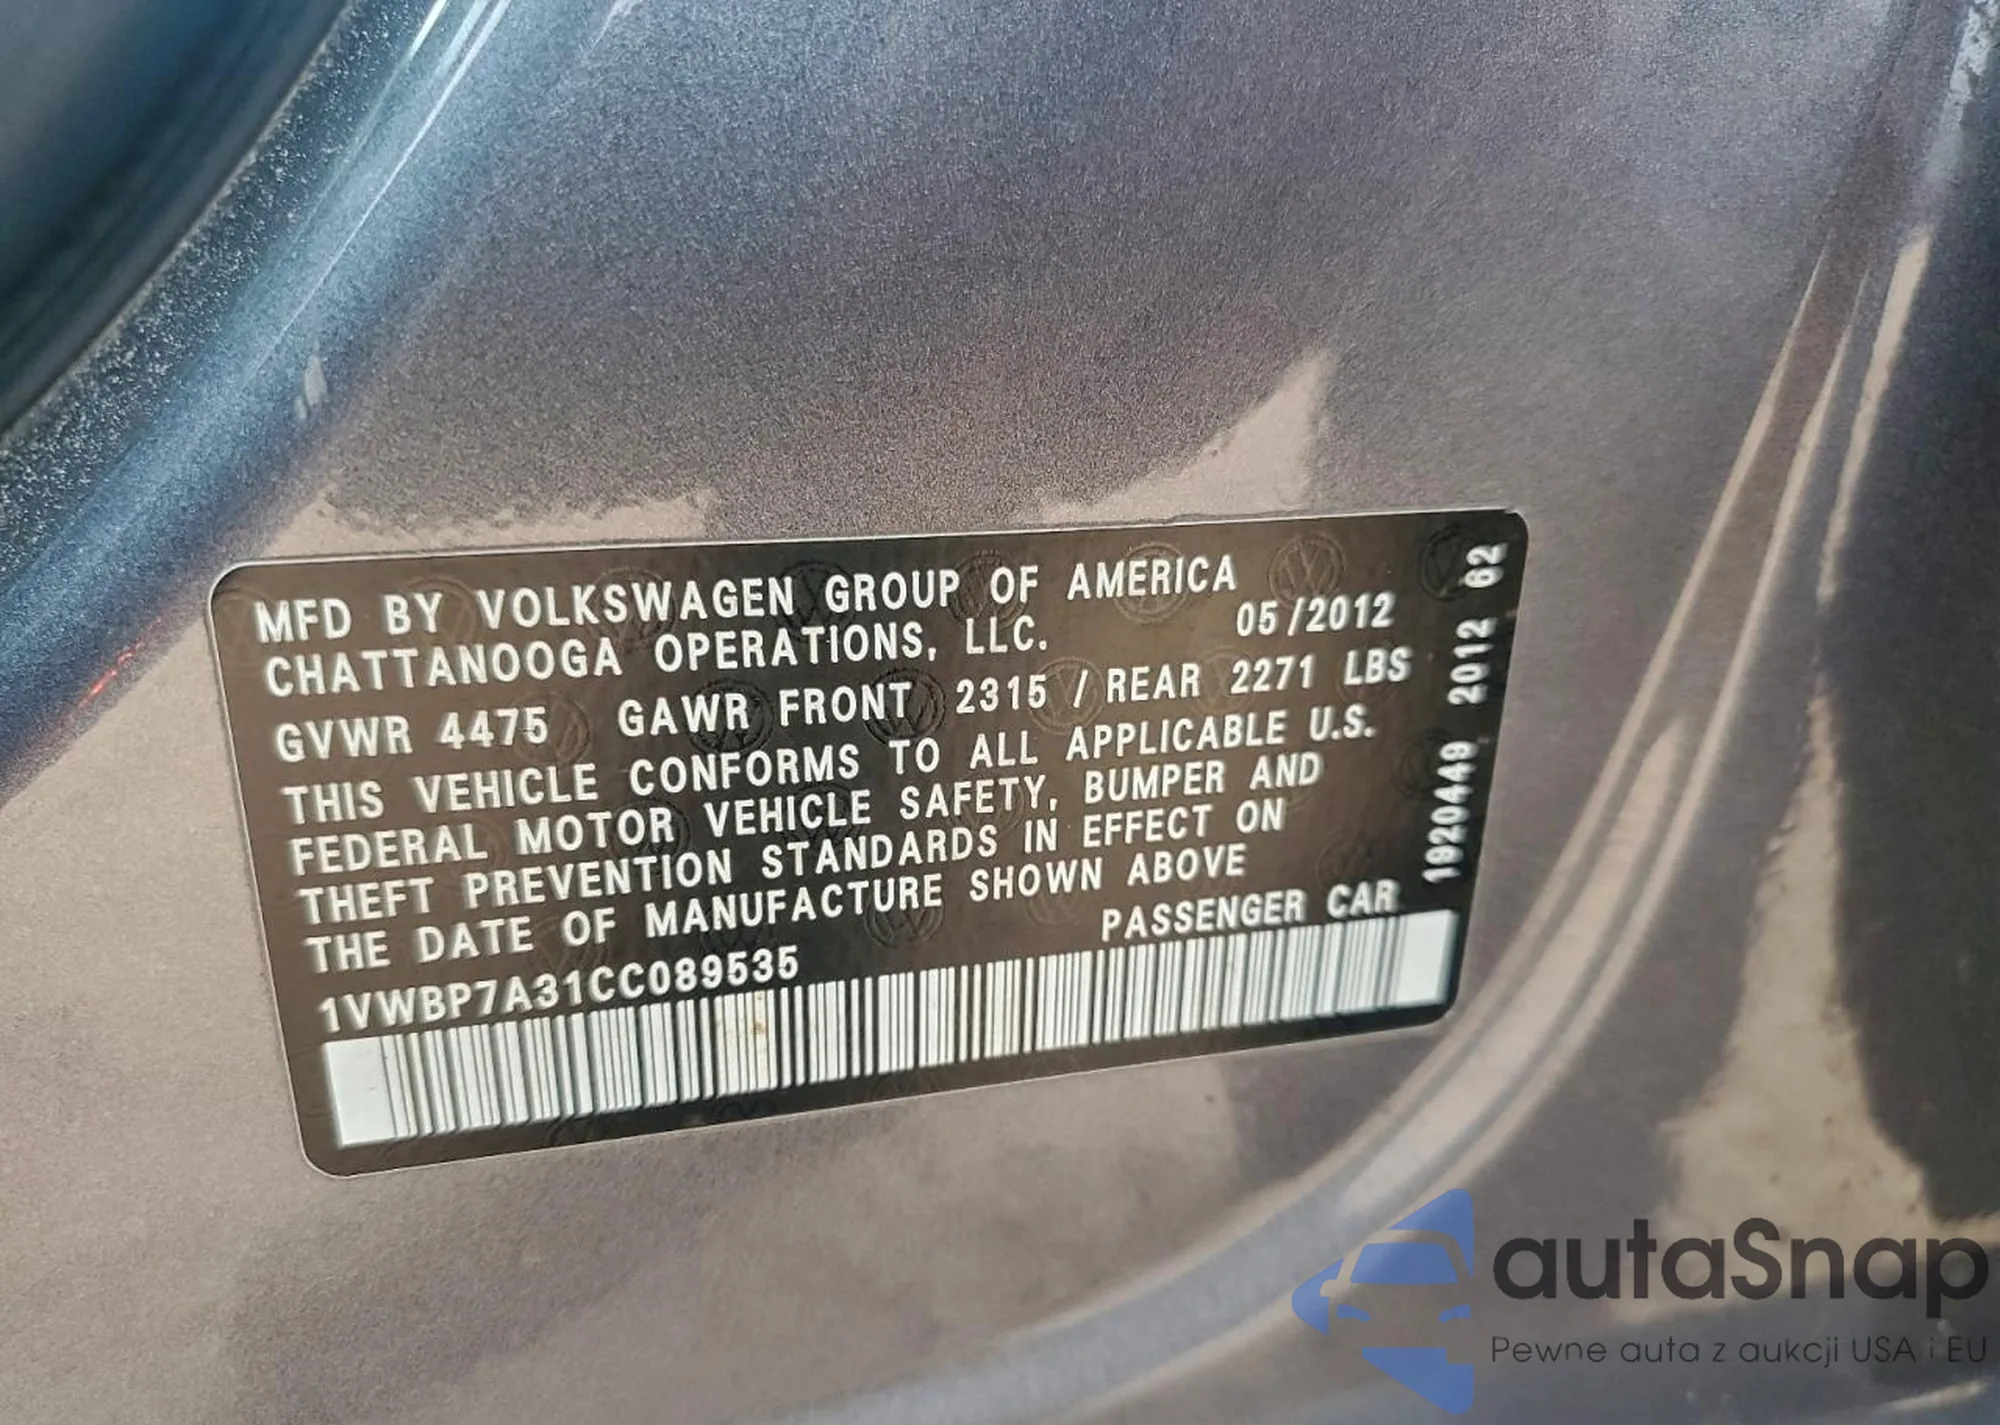 MFD BY VOLKSWAGEN GROUP OF AMERICA
CHATTANOOGA OPERATIONS, LLC. 05/2012
GVWR 4475 GAWR FRONT 2315 / REAR 2271 LBS
THIS VEHICLE CONFORMS TO ALL APPLICABLE U.S.
FEDERAL MOTOR VEHICLE SAFETY, BUMPER AND
THEFT PREVENTION STANDARDS IN EFFECT ON
THE DATE OF MANUFACTURE SHOWN ABOVE
1VWBP7A31CC089535 PASSENGER CAR
1920449 2012 62
autaSnap
Pewne auta z aukcji USA i EU